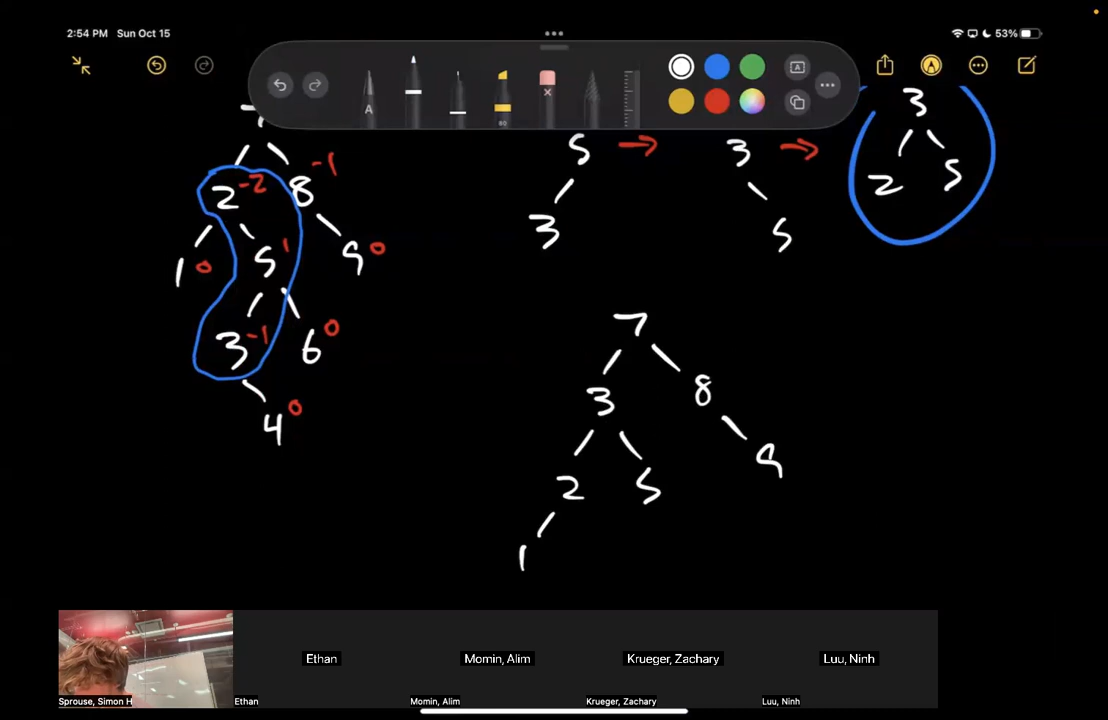 2:54 PM Sun Oct 15
53%
A
80
A
3
5
3
2
5
2 -2
8 -1
3
5
1 0
5 1
9 0
3 -1
6 0
4 0
7
3
8
2
5
9
1
Ethan
Momin, Alim
Krueger, Zachary
Luu, Ninh
Sprouse, Simon H
Ethan
Momin, Alim
Krueger, Zachary
Luu, Ninh